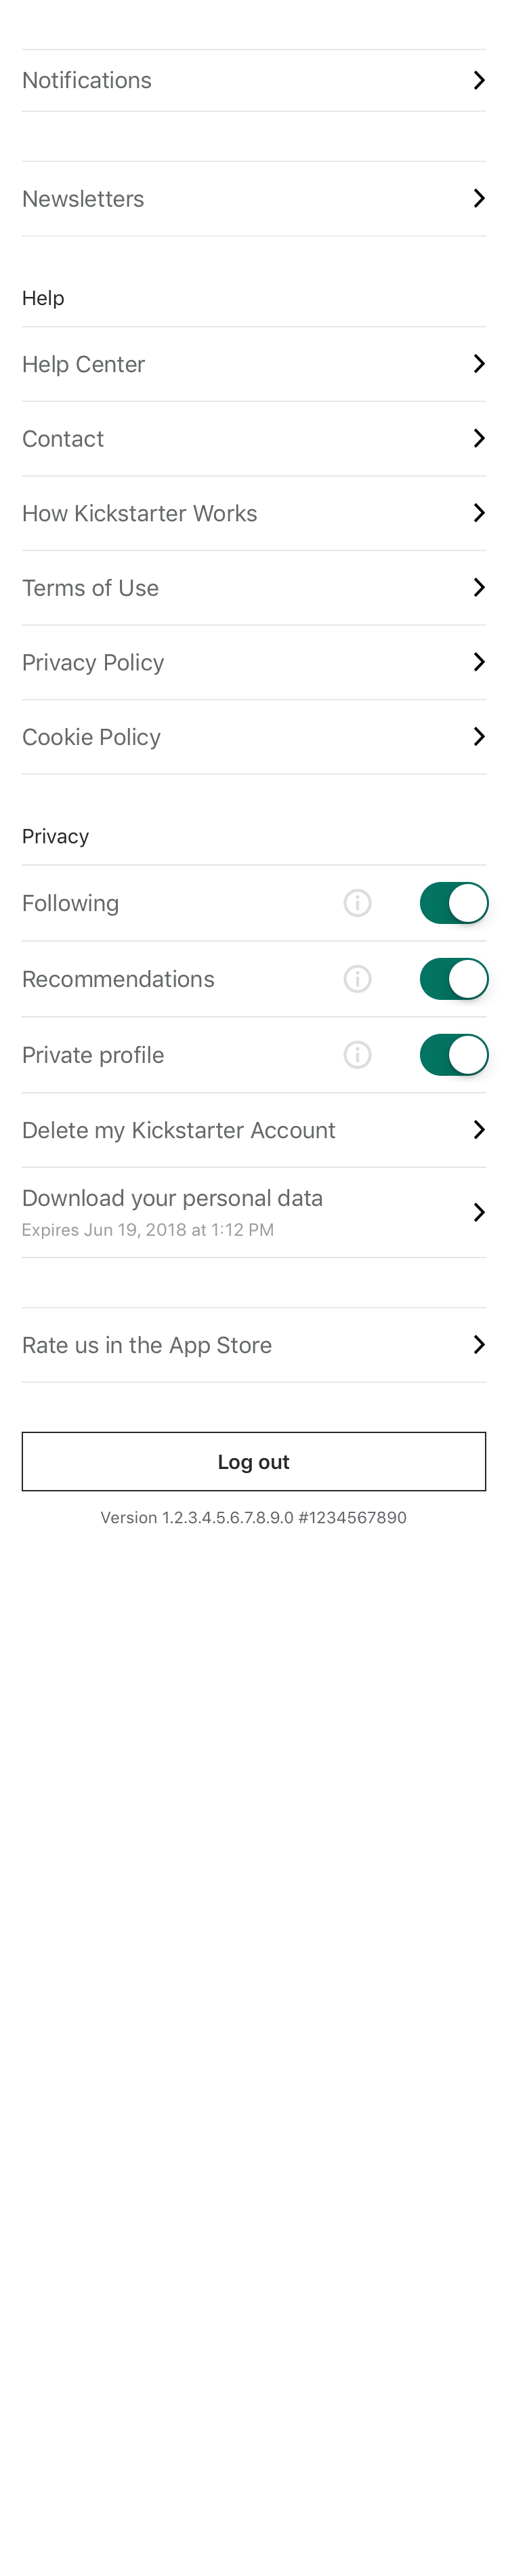 Notifications
Newsletters
Help
Help Center
Contact
How Kickstarter Works
Terms of Use
Privacy Policy
Cookie Policy
Privacy
Following
Recommendations
Private profile
Delete my Kickstarter Account
Download your personal data
Expires Jun 19, 2018 at 1:12 PM
Rate us in the App Store
Log out
Version 1.2.3.4.5.6.7.8.9.0 #1234567890